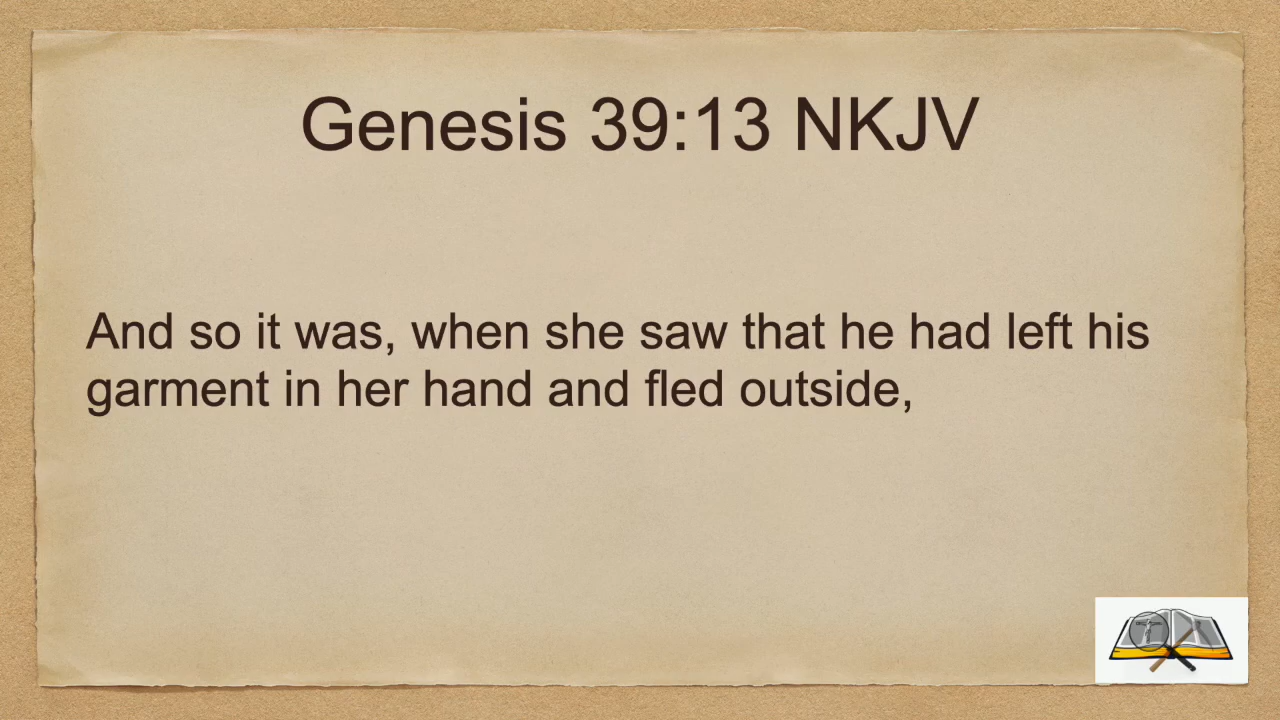 Genesis 39:13 NKJV
And so it was, when she saw that he had left his
garment in her hand and fled outside,